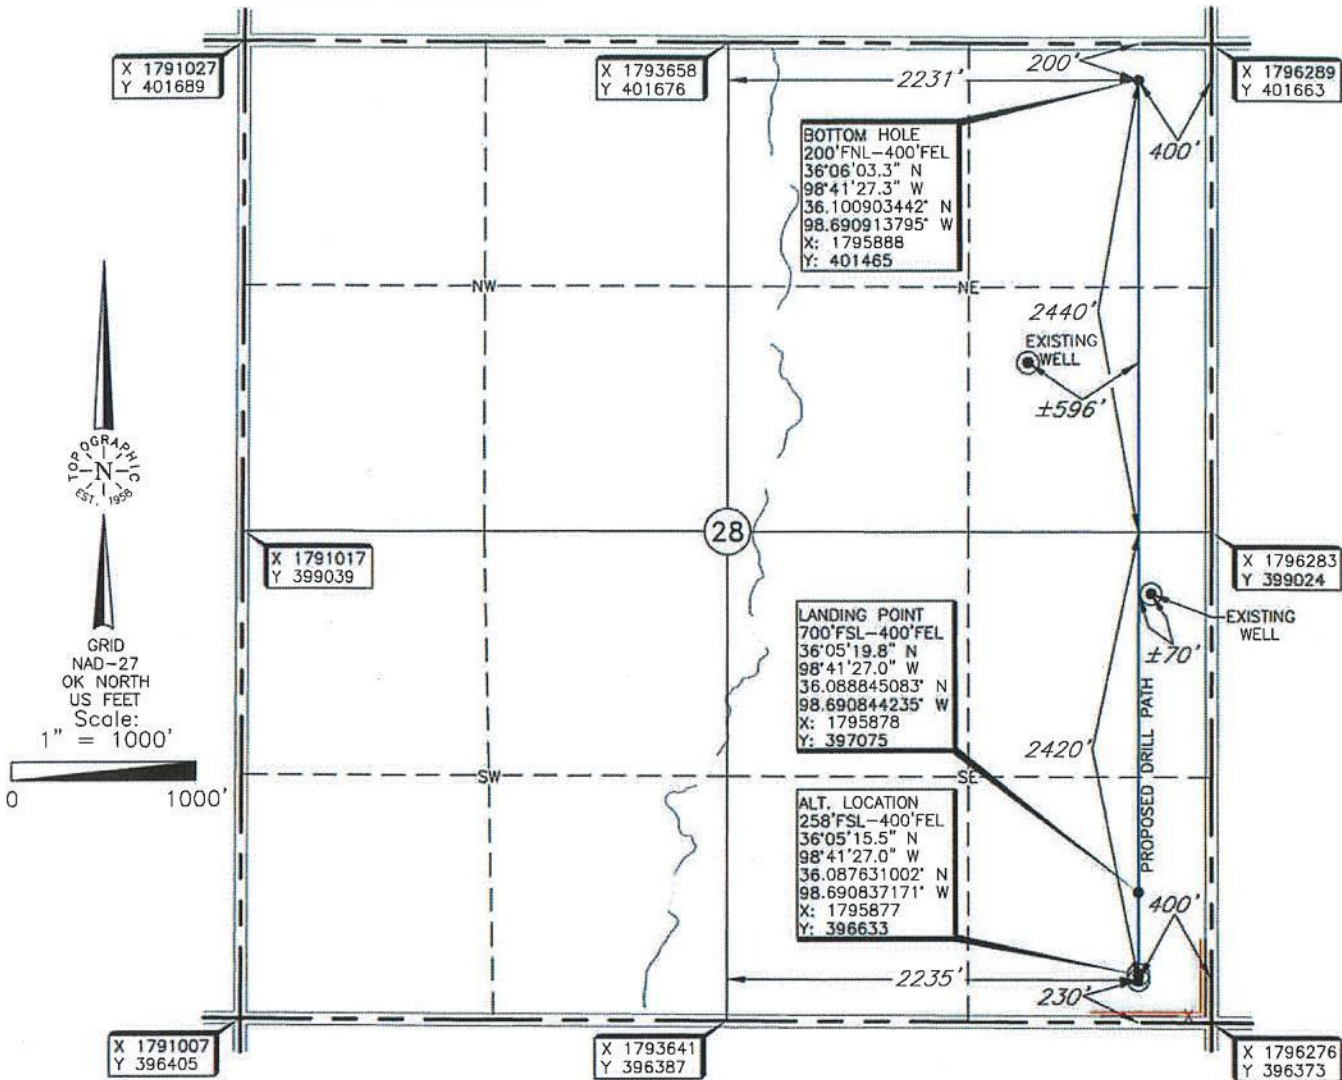 X 1791027
Y 401689
X 1793658
Y 401676
2231'
200'
X 1796289
Y 401663
400'
BOTTOM HOLE
200'FNL-400'FEL
36°06'03.3" N
98°41'27.3" W
36.100903442° N
98.690913795° W
X: 1795888
Y: 401465
NW
NE
2440'
EXISTING
WELL
±596'
TOPOGRAPHIC
N
EST. 1958
28
X 1791017
Y 399039
X 1796283
Y 399024
EXISTING
WELL
±70'
GRID
NAD-27
OK NORTH
US FEET
Scale:
1" = 1000'
0 1000'
LANDING POINT
700'FSL-400'FEL
36°05'19.8" N
98°41'27.0" W
36.088845083° N
98.690844235° W
X: 1795878
Y: 397075
PROPOSED DRILL PATH
2420'
SW
SE
ALT. LOCATION
258'FSL-400'FEL
36°05'15.5" N
98°41'27.0" W
36.087631002° N
98.690837171° W
X: 1795877
Y: 396633
400'
2235'
230'
X
X 1791007
Y 396405
X 1793641
Y 396387
X 1796276
Y 396373